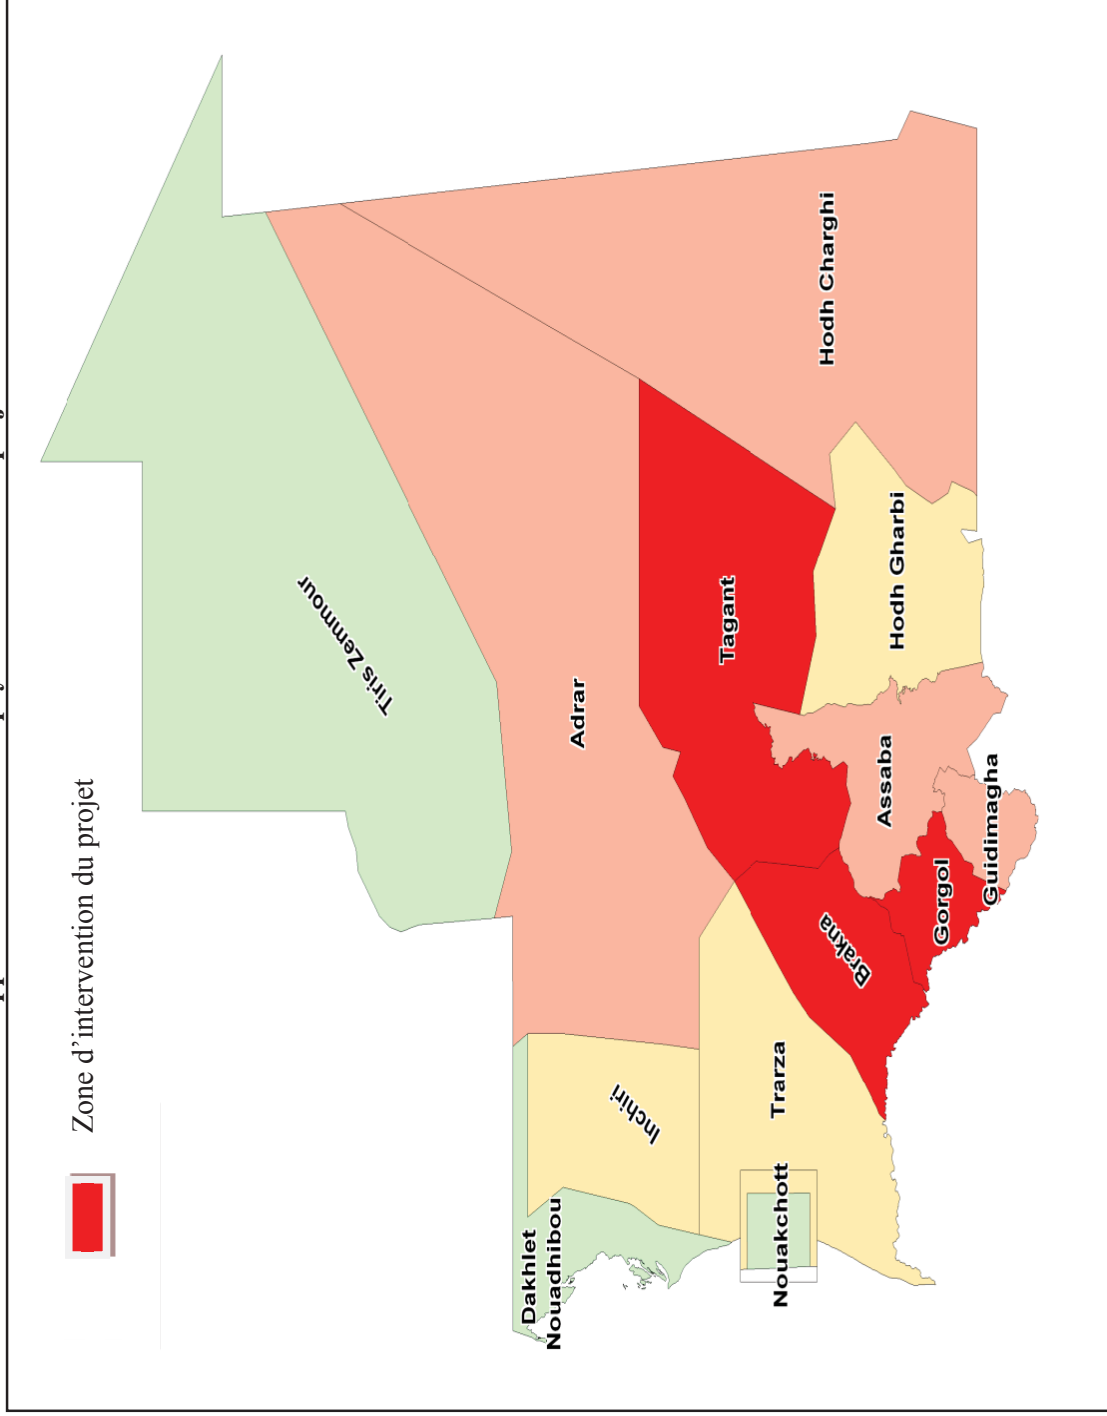 Zone d’intervention du projet
Tiris Zemmour
Adrar
Dakhlet
Nouadhibou
Inchiri
Tagant
Hodh Charghi
Trarza
Nouakchott
Brakna
Assaba
Hodh Gharbi
Gorgol
Guidimagha